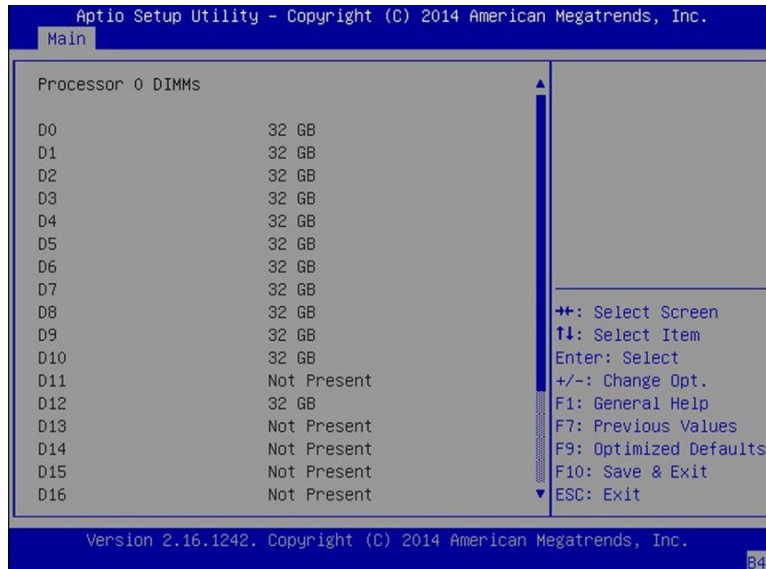 Aptio Setup Utility – Copyright (C) 2014 American Megatrends, Inc.
Main
Processor 0 DIMMs
D0 32 GB
D1 32 GB
D2 32 GB
D3 32 GB
D4 32 GB
D5 32 GB
D6 32 GB
D7 32 GB
D8 32 GB
D9 32 GB
D10 32 GB
D11 Not Present
D12 32 GB
D13 Not Present
D14 Not Present
D15 Not Present
D16 Not Present
→←: Select Screen
↑↓: Select Item
Enter: Select
+/-: Change Opt.
F1: General Help
F7: Previous Values
F9: Optimized Defaults
F10: Save & Exit
ESC: Exit
Version 2.16.1242. Copyright (C) 2014 American Megatrends, Inc.
B4